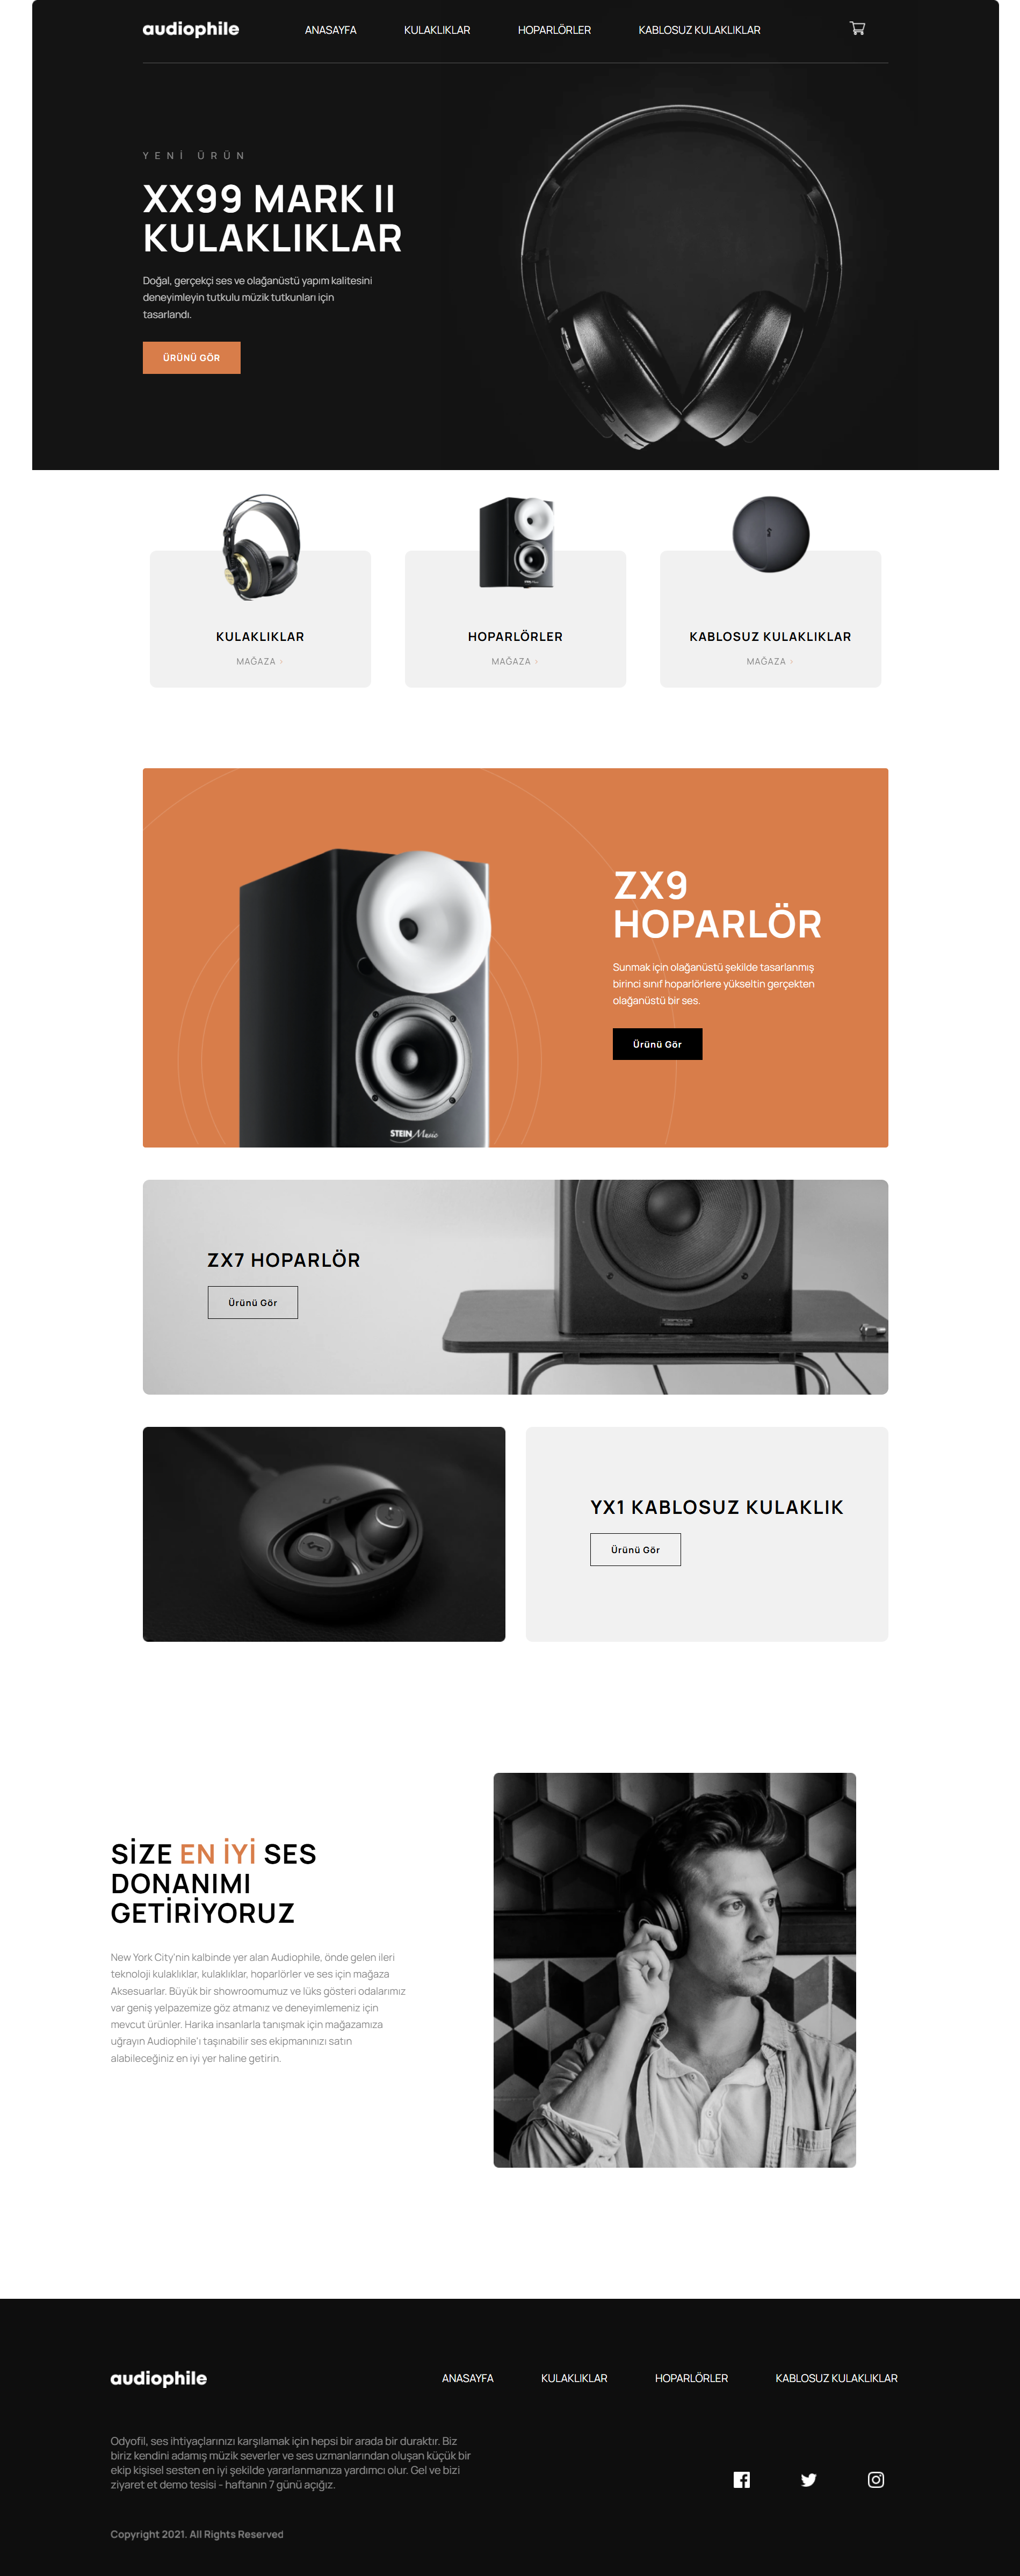 audiophile ANASAYFA KULAKLIKLAR HOPARLÖRLER KABLOSUZ KULAKLIKLAR
YENİ ÜRÜN
XX99 MARK II
KULAKLIKLAR
Doğal, gerçekçi ses ve olağanüstü yapım kalitesini
deneyimleyin tutkulu müzik tutkunları için
tasarlandı.
ÜRÜNÜ GÖR
KULAKLIKLAR
MAĞAZA >
HOPARLÖRLER
MAĞAZA >
KABLOSUZ KULAKLIKLAR
MAĞAZA >
ZX9
HOPARLÖR
Sunmak için olağanüstü şekilde tasarlanmış
birinci sınıf hoparlörlere yükseltin gerçekten
olağanüstü bir ses.
Ürünü Gör
STEIN Music
ZX7 HOPARLÖR
Ürünü Gör
YX1 KABLOSUZ KULAKLIK
Ürünü Gör
SİZE EN İYİ SES
DONANIMI
GETİRİYORUZ
New York City'nin kalbinde yer alan Audiophile, önde gelen ileri
teknoloji kulaklıklar, kulaklıklar, hoparlörler ve ses için mağaza
Aksesuarlar. Büyük bir showroomumuz ve lüks gösteri odalarımız
var geniş yelpazemize göz atmanız ve deneyimlemeniz için
mevcut ürünler. Harika insanlarla tanışmak için mağazamıza
uğrayın Audiophile'ı taşınabilir ses ekipmanınızı satın
alabileceğiniz en iyi yer haline getirin.
audiophile ANASAYFA KULAKLIKLAR HOPARLÖRLER KABLOSUZ KULAKLIKLAR
Odyofil, ses ihtiyaçlarınızı karşılamak için hepsi bir arada bir duraktır. Biz
biriz kendini adamış müzik severler ve ses uzmanlarından oluşan küçük bir
ekip kişisel sesten en iyi şekilde yararlanmanıza yardımcı olur. Gel ve bizi
ziyaret et demo tesisi - haftanın 7 günü açığız.
Copyright 2021. All Rights Reserved